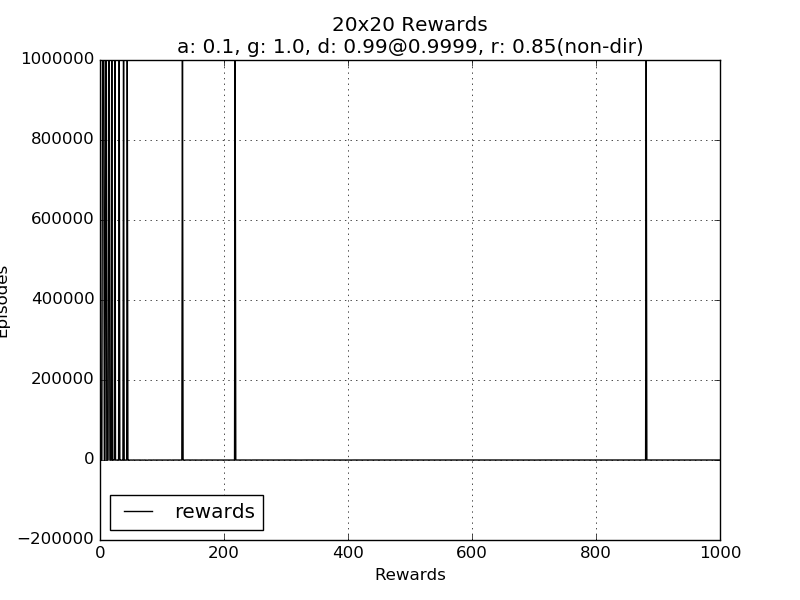 20x20 Rewards
a: 0.1, g: 1.0, d: 0.99@0.9999, r: 0.85(non-dir)
1000000
800000
600000
400000
200000
0
−200000
Episodes
rewards
0 200 400 600 800 1000
Rewards